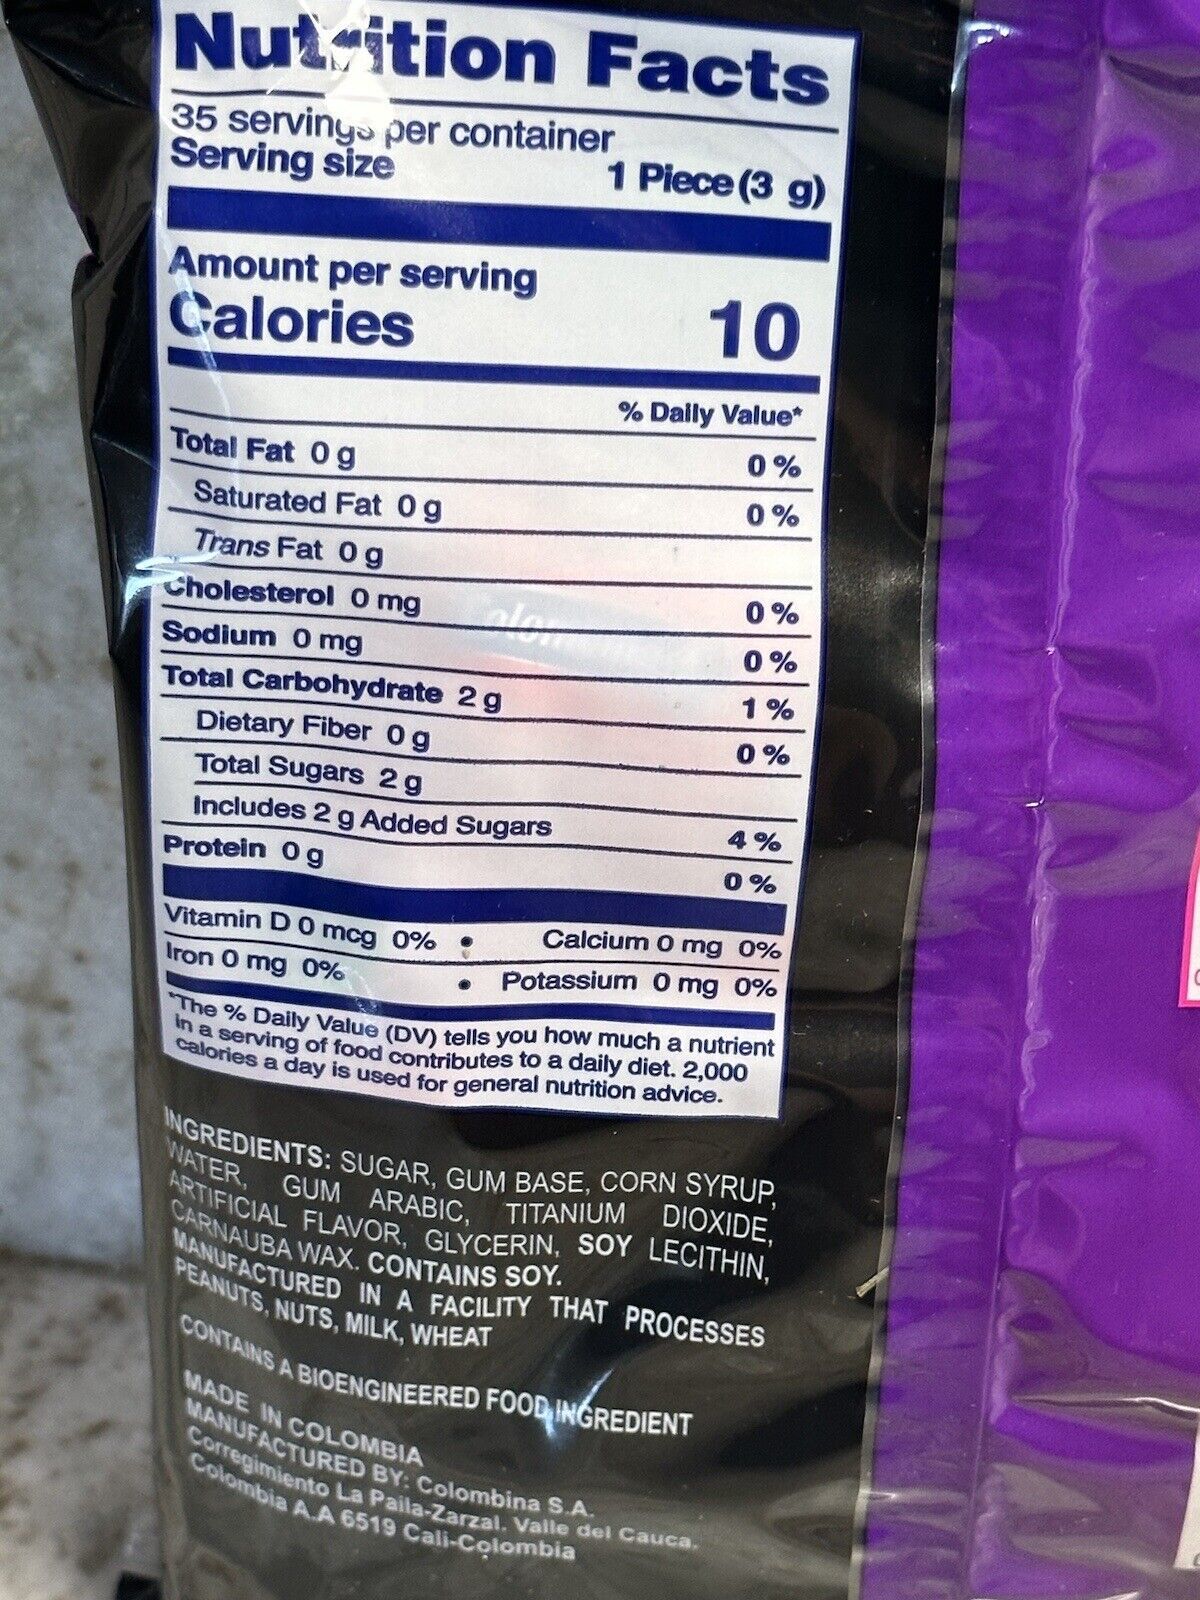 Nutrition Facts
35 servings per container
Serving size 1 Piece (3 g)
Amount per serving
Calories 10
% Daily Value*
Total Fat 0 g 0 %
Saturated Fat 0 g 0 %
Trans Fat 0 g
Cholesterol 0 mg 0 %
Sodium 0 mg 0 %
Total Carbohydrate 2 g 1 %
Dietary Fiber 0 g 0 %
Total Sugars 2 g
Includes 2 g Added Sugars 4 %
Protein 0 g 0 %
Vitamin D 0 mcg 0% • Calcium 0 mg 0%
Iron 0 mg 0% • Potassium 0 mg 0%
*The % Daily Value (DV) tells you how much a nutrient
in a serving of food contributes to a daily diet. 2,000
calories a day is used for general nutrition advice.
INGREDIENTS: SUGAR, GUM BASE, CORN SYRUP,
WATER, GUM ARABIC, TITANIUM DIOXIDE,
ARTIFICIAL FLAVOR, GLYCERIN, SOY LECITHIN,
CARNAUBA WAX. CONTAINS SOY.
MANUFACTURED IN A FACILITY THAT PROCESSES
PEANUTS, NUTS, MILK, WHEAT
CONTAINS A BIOENGINEERED FOOD INGREDIENT
MADE IN COLOMBIA
MANUFACTURED BY: Colombina S.A.
Corregimiento La Paila-Zarzal. Valle del Cauca.
Colombia A.A 6519 Cali-Colombia